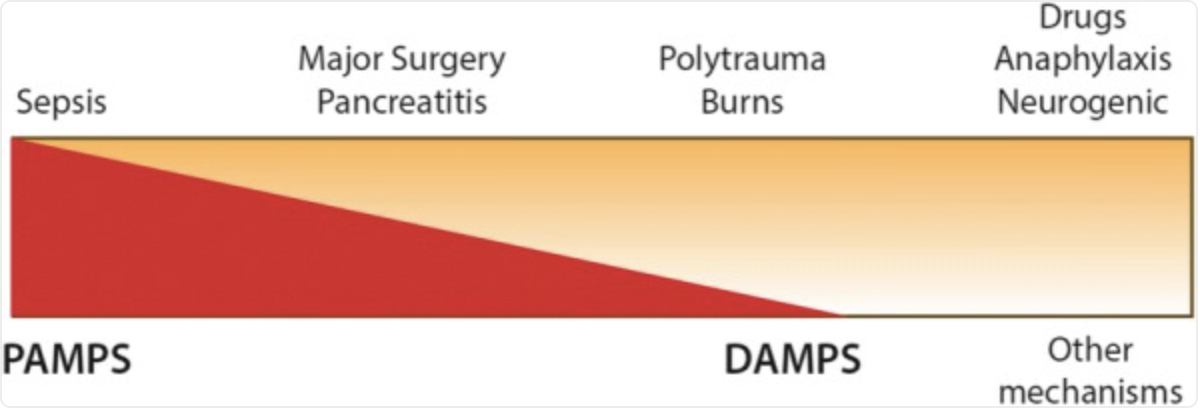 Sepsis
Major Surgery
Pancreatitis
Polytrauma
Burns
Drugs
Anaphylaxis
Neurogenic
PAMPS
DAMPS
Other
mechanisms